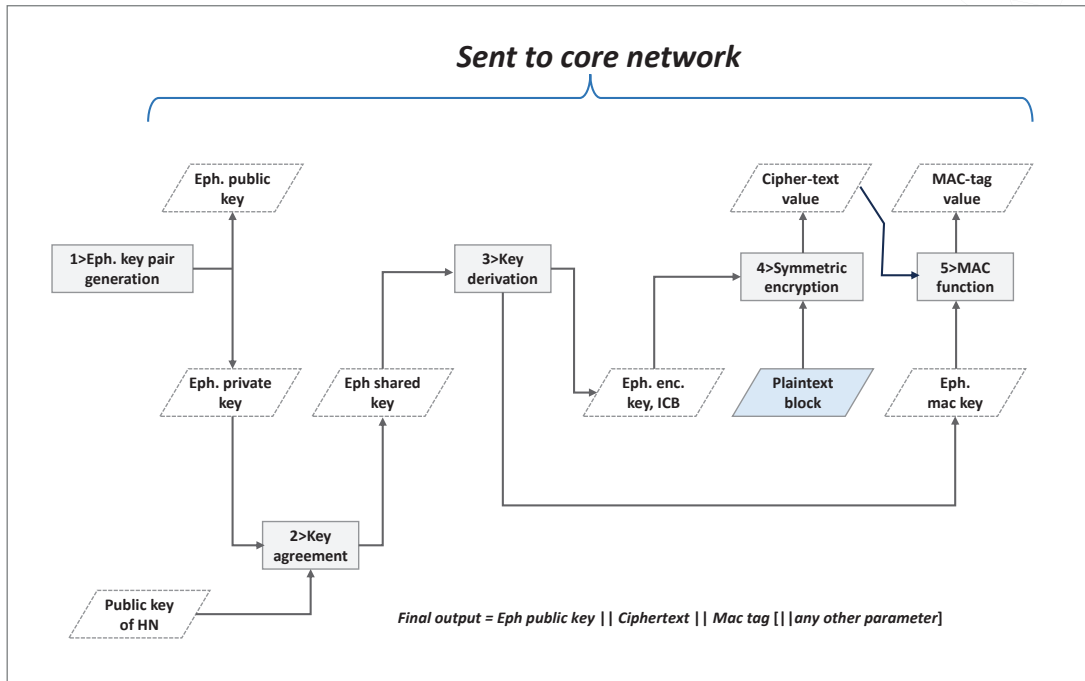 Sent to core network
Eph. public
key
Cipher-text
value
MAC-tag
value
1>Eph. key pair
generation
3>Key
derivation
4>Symmetric
encryption
5>MAC
function
Eph. private
key
Eph shared
key
Eph. enc.
key, ICB
Plaintext
block
Eph.
mac key
2>Key
agreement
Public key
of HN
Final output = Eph public key || Ciphertext || Mac tag [||any other parameter]